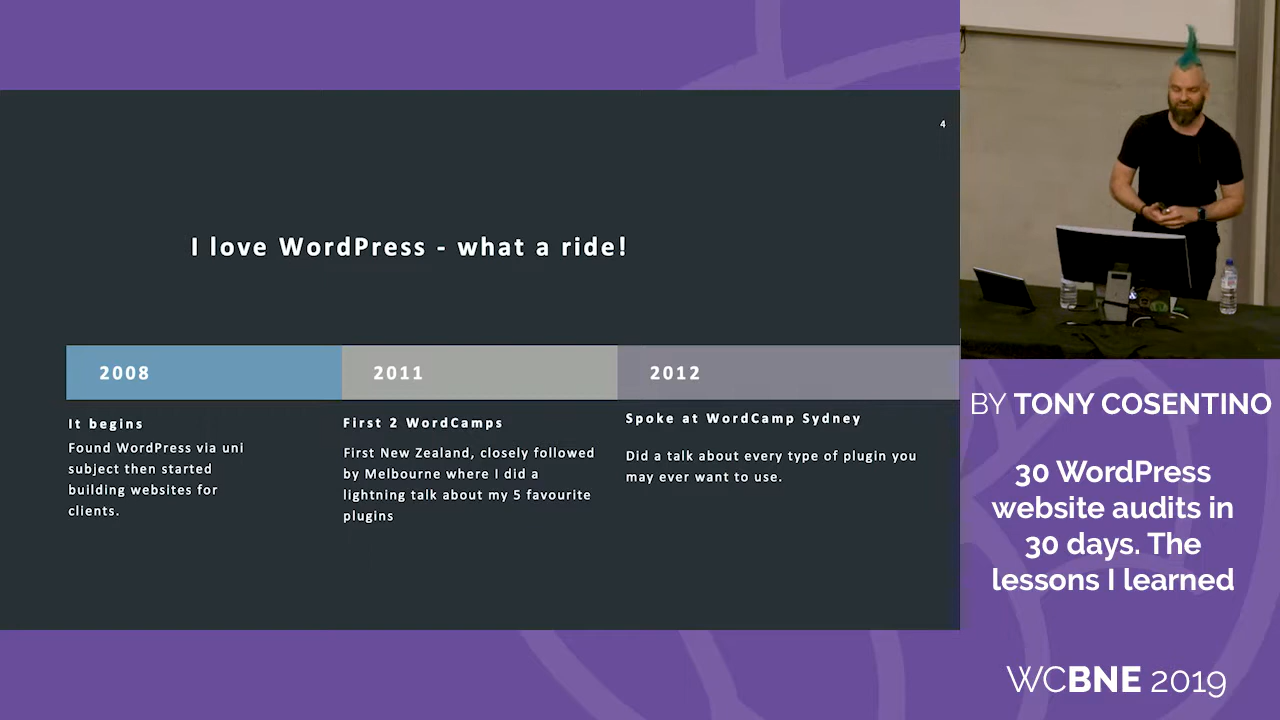 4
I love WordPress - what a ride!
2008
2011
2012
It begins
Found WordPress via uni
subject then started
building websites for
clients.
First 2 WordCamps
First New Zealand, closely followed
by Melbourne where I did a
lightning talk about my 5 favourite
plugins
Spoke at WordCamp Sydney
Did a talk about every type of plugin you
may ever want to use.
BY TONY COSENTINO
30 WordPress
website audits in
30 days. The
lessons I learned
WCBNE 2019